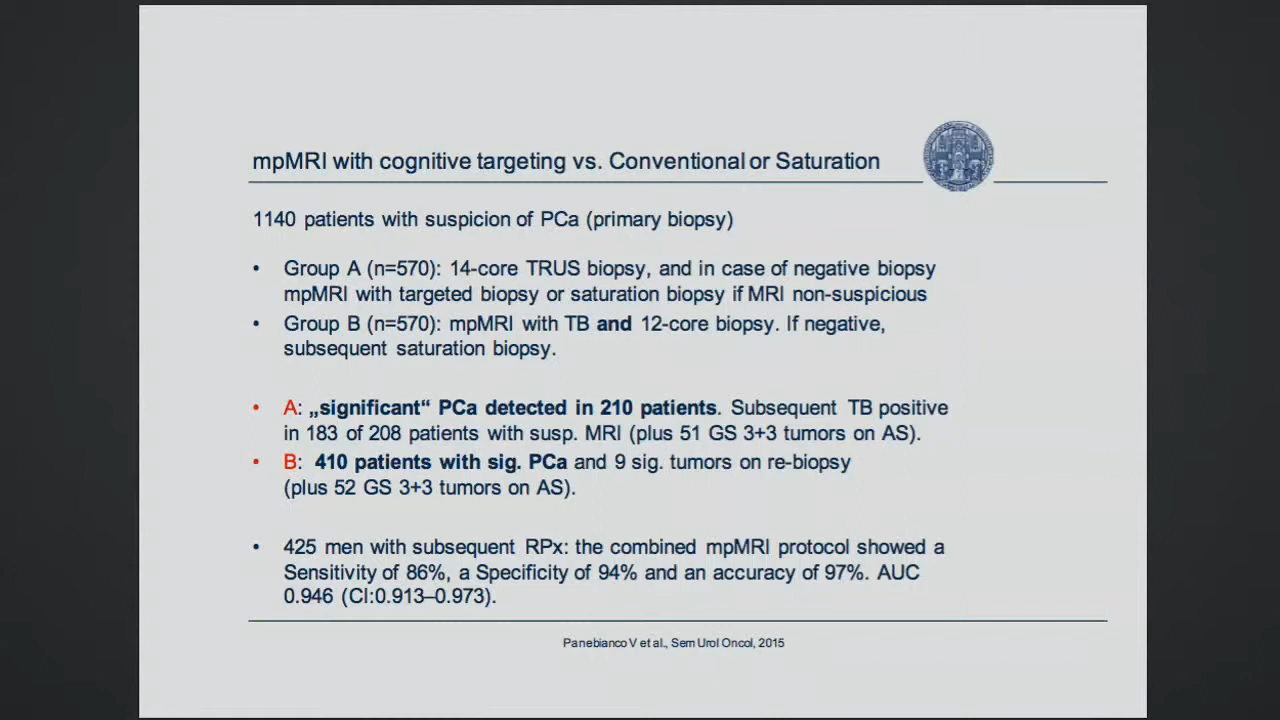 mpMRI with cognitive targeting vs. Conventional or Saturation
1140 patients with suspicion of PCa (primary biopsy)
• Group A (n=570): 14-core TRUS biopsy, and in case of negative biopsy
mpMRI with targeted biopsy or saturation biopsy if MRI non-suspicious
• Group B (n=570): mpMRI with TB and 12-core biopsy. If negative,
subsequent saturation biopsy.
• A: „significant“ PCa detected in 210 patients. Subsequent TB positive
in 183 of 208 patients with susp. MRI (plus 51 GS 3+3 tumors on AS).
• B: 410 patients with sig. PCa and 9 sig. tumors on re-biopsy
(plus 52 GS 3+3 tumors on AS).
• 425 men with subsequent RPx: the combined mpMRI protocol showed a
Sensitivity of 86%, a Specificity of 94% and an accuracy of 97%. AUC
0.946 (CI:0.913–0.973).
Panebianco V et al., Sem Urol Oncol, 2015